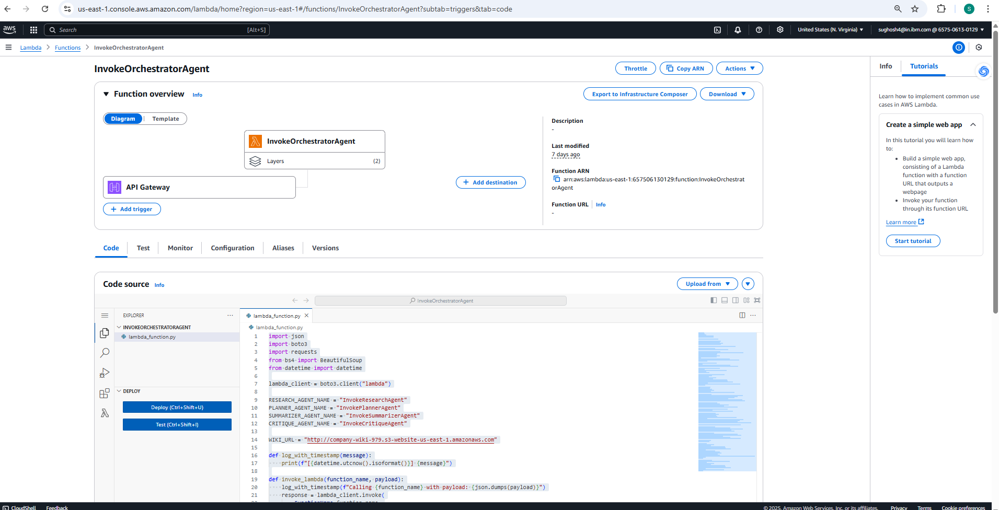 us-east-1.console.aws.amazon.com/lambda/home?region=us-east-1#/functions/InvokeOrchestratorAgent?subtab=triggers&tab=code
S
aws
Search
[Alt+S]
United States (N. Virginia)
sughosh4@in.ibm.com @ 6575-0613-0129
Lambda
Functions
InvokeOrchestratorAgent
InvokeOrchestratorAgent
Throttle
Copy ARN
Actions
Function overview
Info
Export to Infrastructure Composer
Download
Diagram
Template
InvokeOrchestratorAgent
Layers
(2)
API Gateway
Add trigger
Add destination
Description
-
Last modified
7 days ago
Function ARN
arn:aws:lambda:us-east-1:657506130129:function:InvokeOrchestrat
orAgent
Function URL
Info
-
Info
Tutorials
Learn how to implement common use
cases in AWS Lambda.
Create a simple web app
In this tutorial you will learn how
to:
• Build a simple web app,
consisting of a Lambda
function with a function
URL that outputs a
webpage
• Invoke your function
through its function URL
Learn more
Start tutorial
Code
Test
Monitor
Configuration
Aliases
Versions
Code source
Info
Upload from
InvokeOrchestratorAgent
EXPLORER
INVOKEORCHESTRATORAGENT
lambda_function.py
DEPLOY
Deploy (Ctrl+Shift+U)
Test (Ctrl+Shift+I)
lambda_function.py
lambda_function.py
1 import json
2 import boto3
3 import requests
4 from bs4 import BeautifulSoup
5 from datetime import datetime
6
7 lambda_client = boto3.client("lambda")
8
9 RESEARCH_AGENT_NAME = "InvokeResearchAgent"
10 PLANNER_AGENT_NAME = "InvokePlannerAgent"
11 SUMMARIZER_AGENT_NAME = "InvokeSummarizerAgent"
12 CRITIQUE_AGENT_NAME = "InvokeCritiqueAgent"
13
14 WIKI_URL = "http://company-wiki-979.s3-website-us-east-1.amazonaws.com"
15
16 def log_with_timestamp(message):
17     print(f"[{datetime.utcnow().isoformat()}] {message}")
18
19 def invoke_lambda(function_name, payload):
20     log_with_timestamp(f"Calling {function_name} with payload: {json.dumps(payload)}")
21     response = lambda_client.invoke(
CloudShell
Feedback
© 2025, Amazon Web Services, Inc. or its affiliates.
Privacy
Terms
Cookie preferences